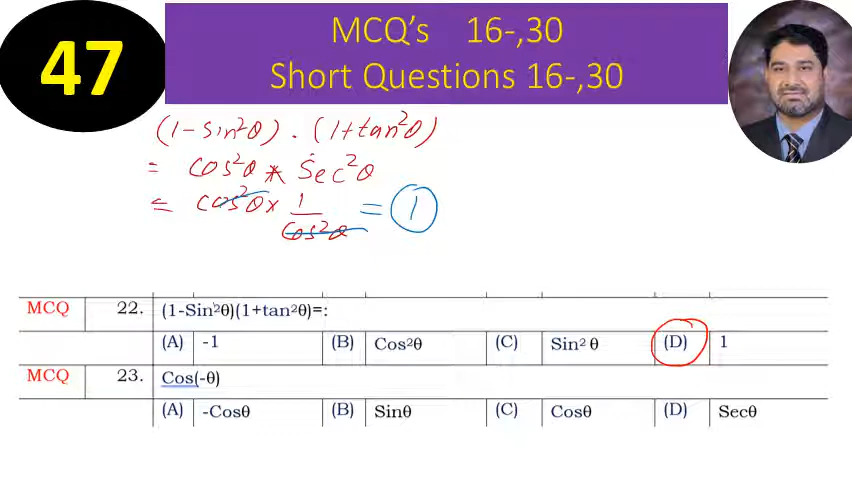 47
MCQ's 16-,30
Short Questions 16-,30
(1-Sin²θ) . (1+tan²θ)
= Cos²θ * Sec²θ
= Cos²θ × 1/Cos²θ = 1
MCQ 22. (1-Sin²θ)(1+tan²θ)=:
(A) -1 (B) Cos²θ (C) Sin² θ (D) 1
MCQ 23. Cos(-θ)
(A) -Cosθ (B) Sinθ (C) Cosθ (D) Secθ